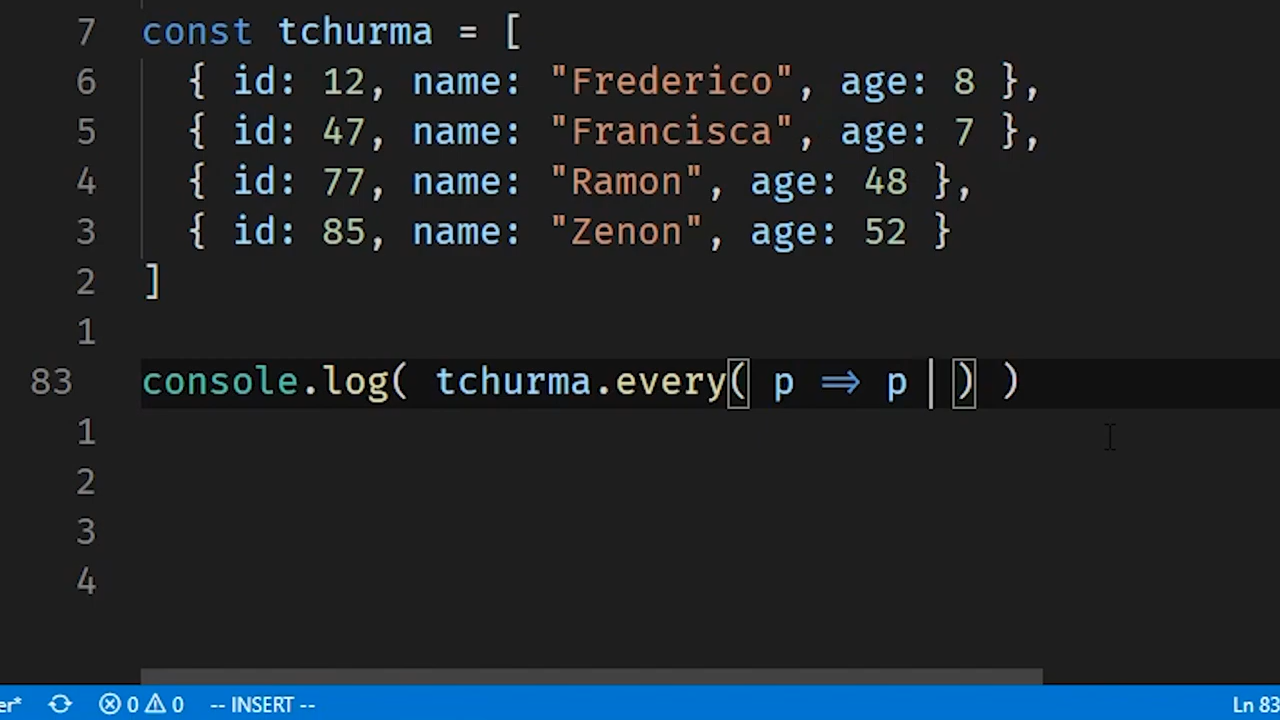 7 const tchurma = [
6 { id: 12, name: "Frederico", age: 8 },
5 { id: 47, name: "Francisca", age: 7 },
4 { id: 77, name: "Ramon", age: 48 },
3 { id: 85, name: "Zenon", age: 52 }
2 ]
1
83 console.log( tchurma.every( p => p ) )
1
2
3
4
er* 0 0 -- INSERT -- Ln 83